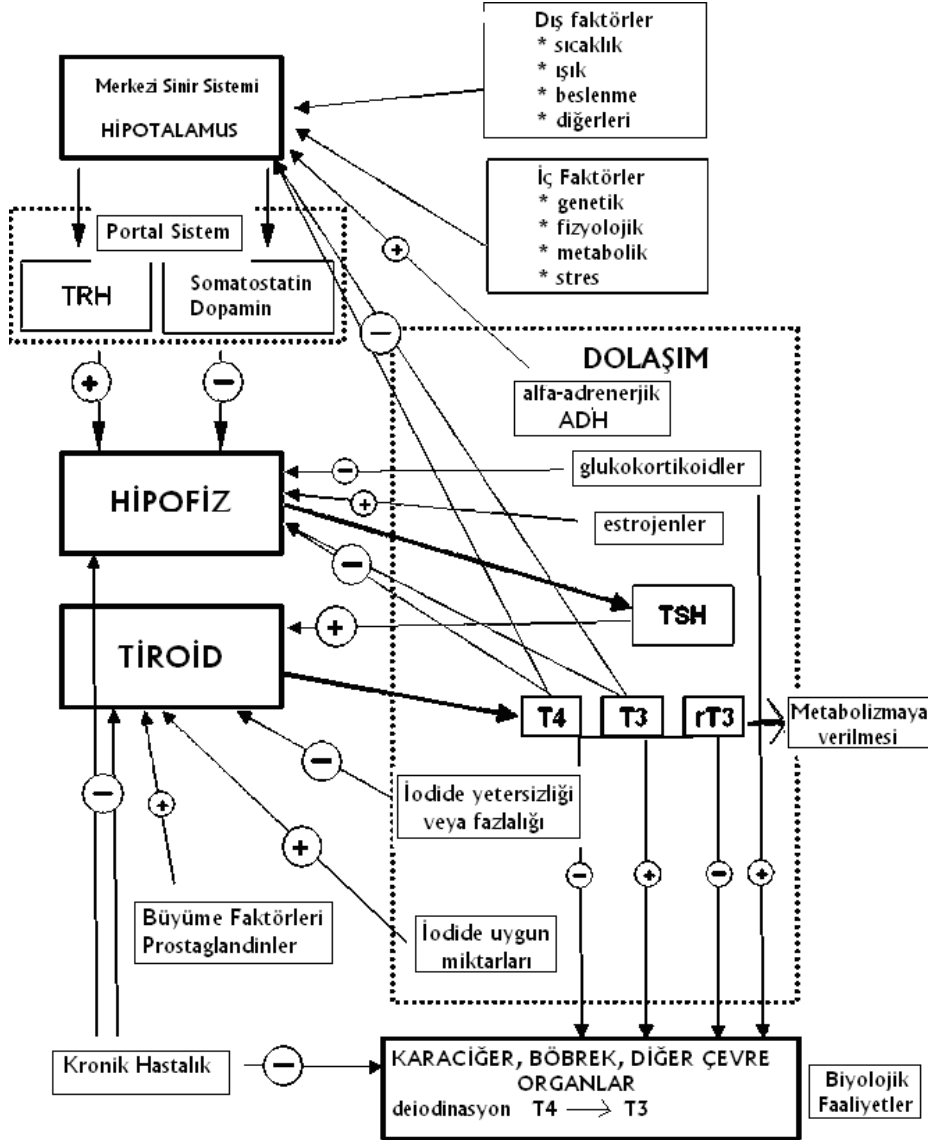 Dış faktörler
* sıcaklık
* ışık
* beslenme
* diğerleri
Merkezi Sinir Sistemi
HİPOTALAMUS
İç Faktörler
* genetik
* fizyolojik
* metabolik
* stres
Portal Sistem
TRH
Somatostatin
Dopamin
+
−
+
−
DOLAŞIM
alfa-adrenerjik
ADH
HİPOFİZ
−
glukokortikoidler
+
estrojenler
−
TSH
+
TİROİD
T4
T3
rT3
Metabolizmaya
verilmesi
−
İodide yetersizliği
veya fazlalığı
−
+
+
−
+
−
+
Büyüme Faktörleri
Prostaglandinler
İodide uygun
miktarları
Kronik Hastalık
−
KARACİĞER, BÖBREK, DİĞER ÇEVRE
ORGANLAR
deiodinasyon T4 → T3
Biyolojik
Faaliyetler